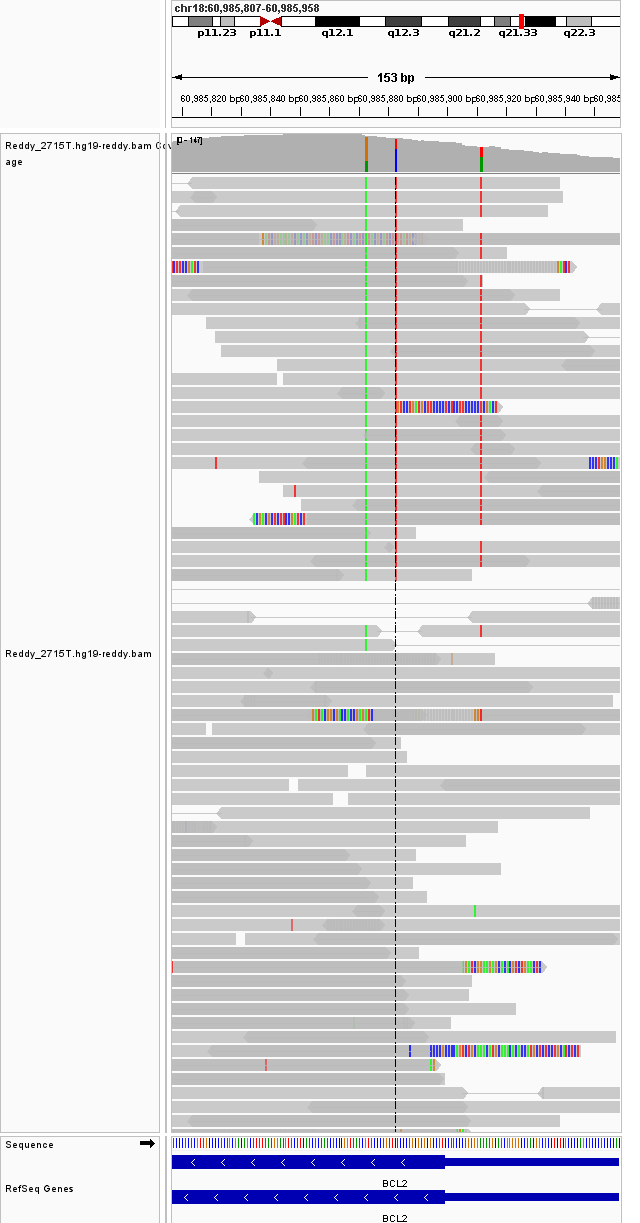 chr18:60,985,807-60,985,958
p11.23 p11.1 q12.1 q12.3 q21.2 q21.33 q22.3
153 bp
60,985,820 bp 60,985,840 bp 60,985,860 bp 60,985,880 bp 60,985,900 bp 60,985,920 bp 60,985,940 bp 60,985
[0 - 147]
Reddy_2715T.hg19-reddy.bam Cov
age
Reddy_2715T.hg19-reddy.bam
Sequence
BCL2
RefSeq Genes
BCL2